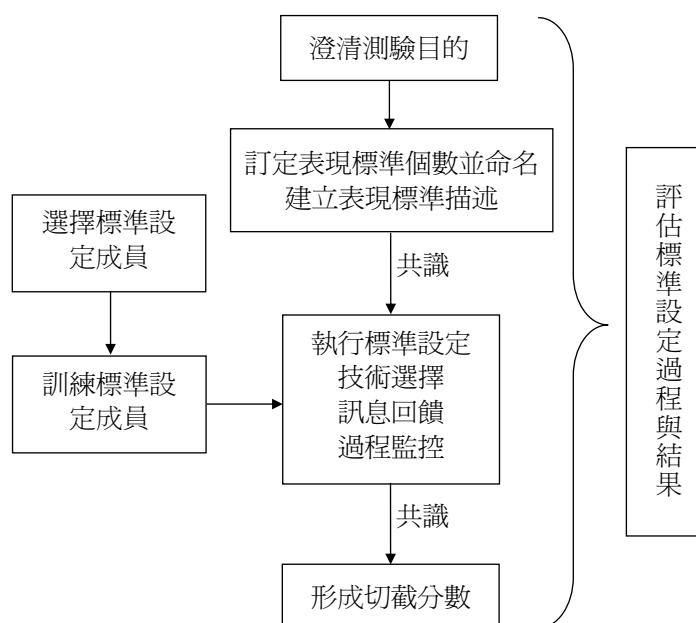 澄清測驗目的
訂定表現標準個數並命名
建立表現標準描述
共識
選擇標準設
定成員
訓練標準設
定成員
執行標準設定
技術選擇
訊息回饋
過程監控
共識
形成切截分數
評估標準設定過程與結果